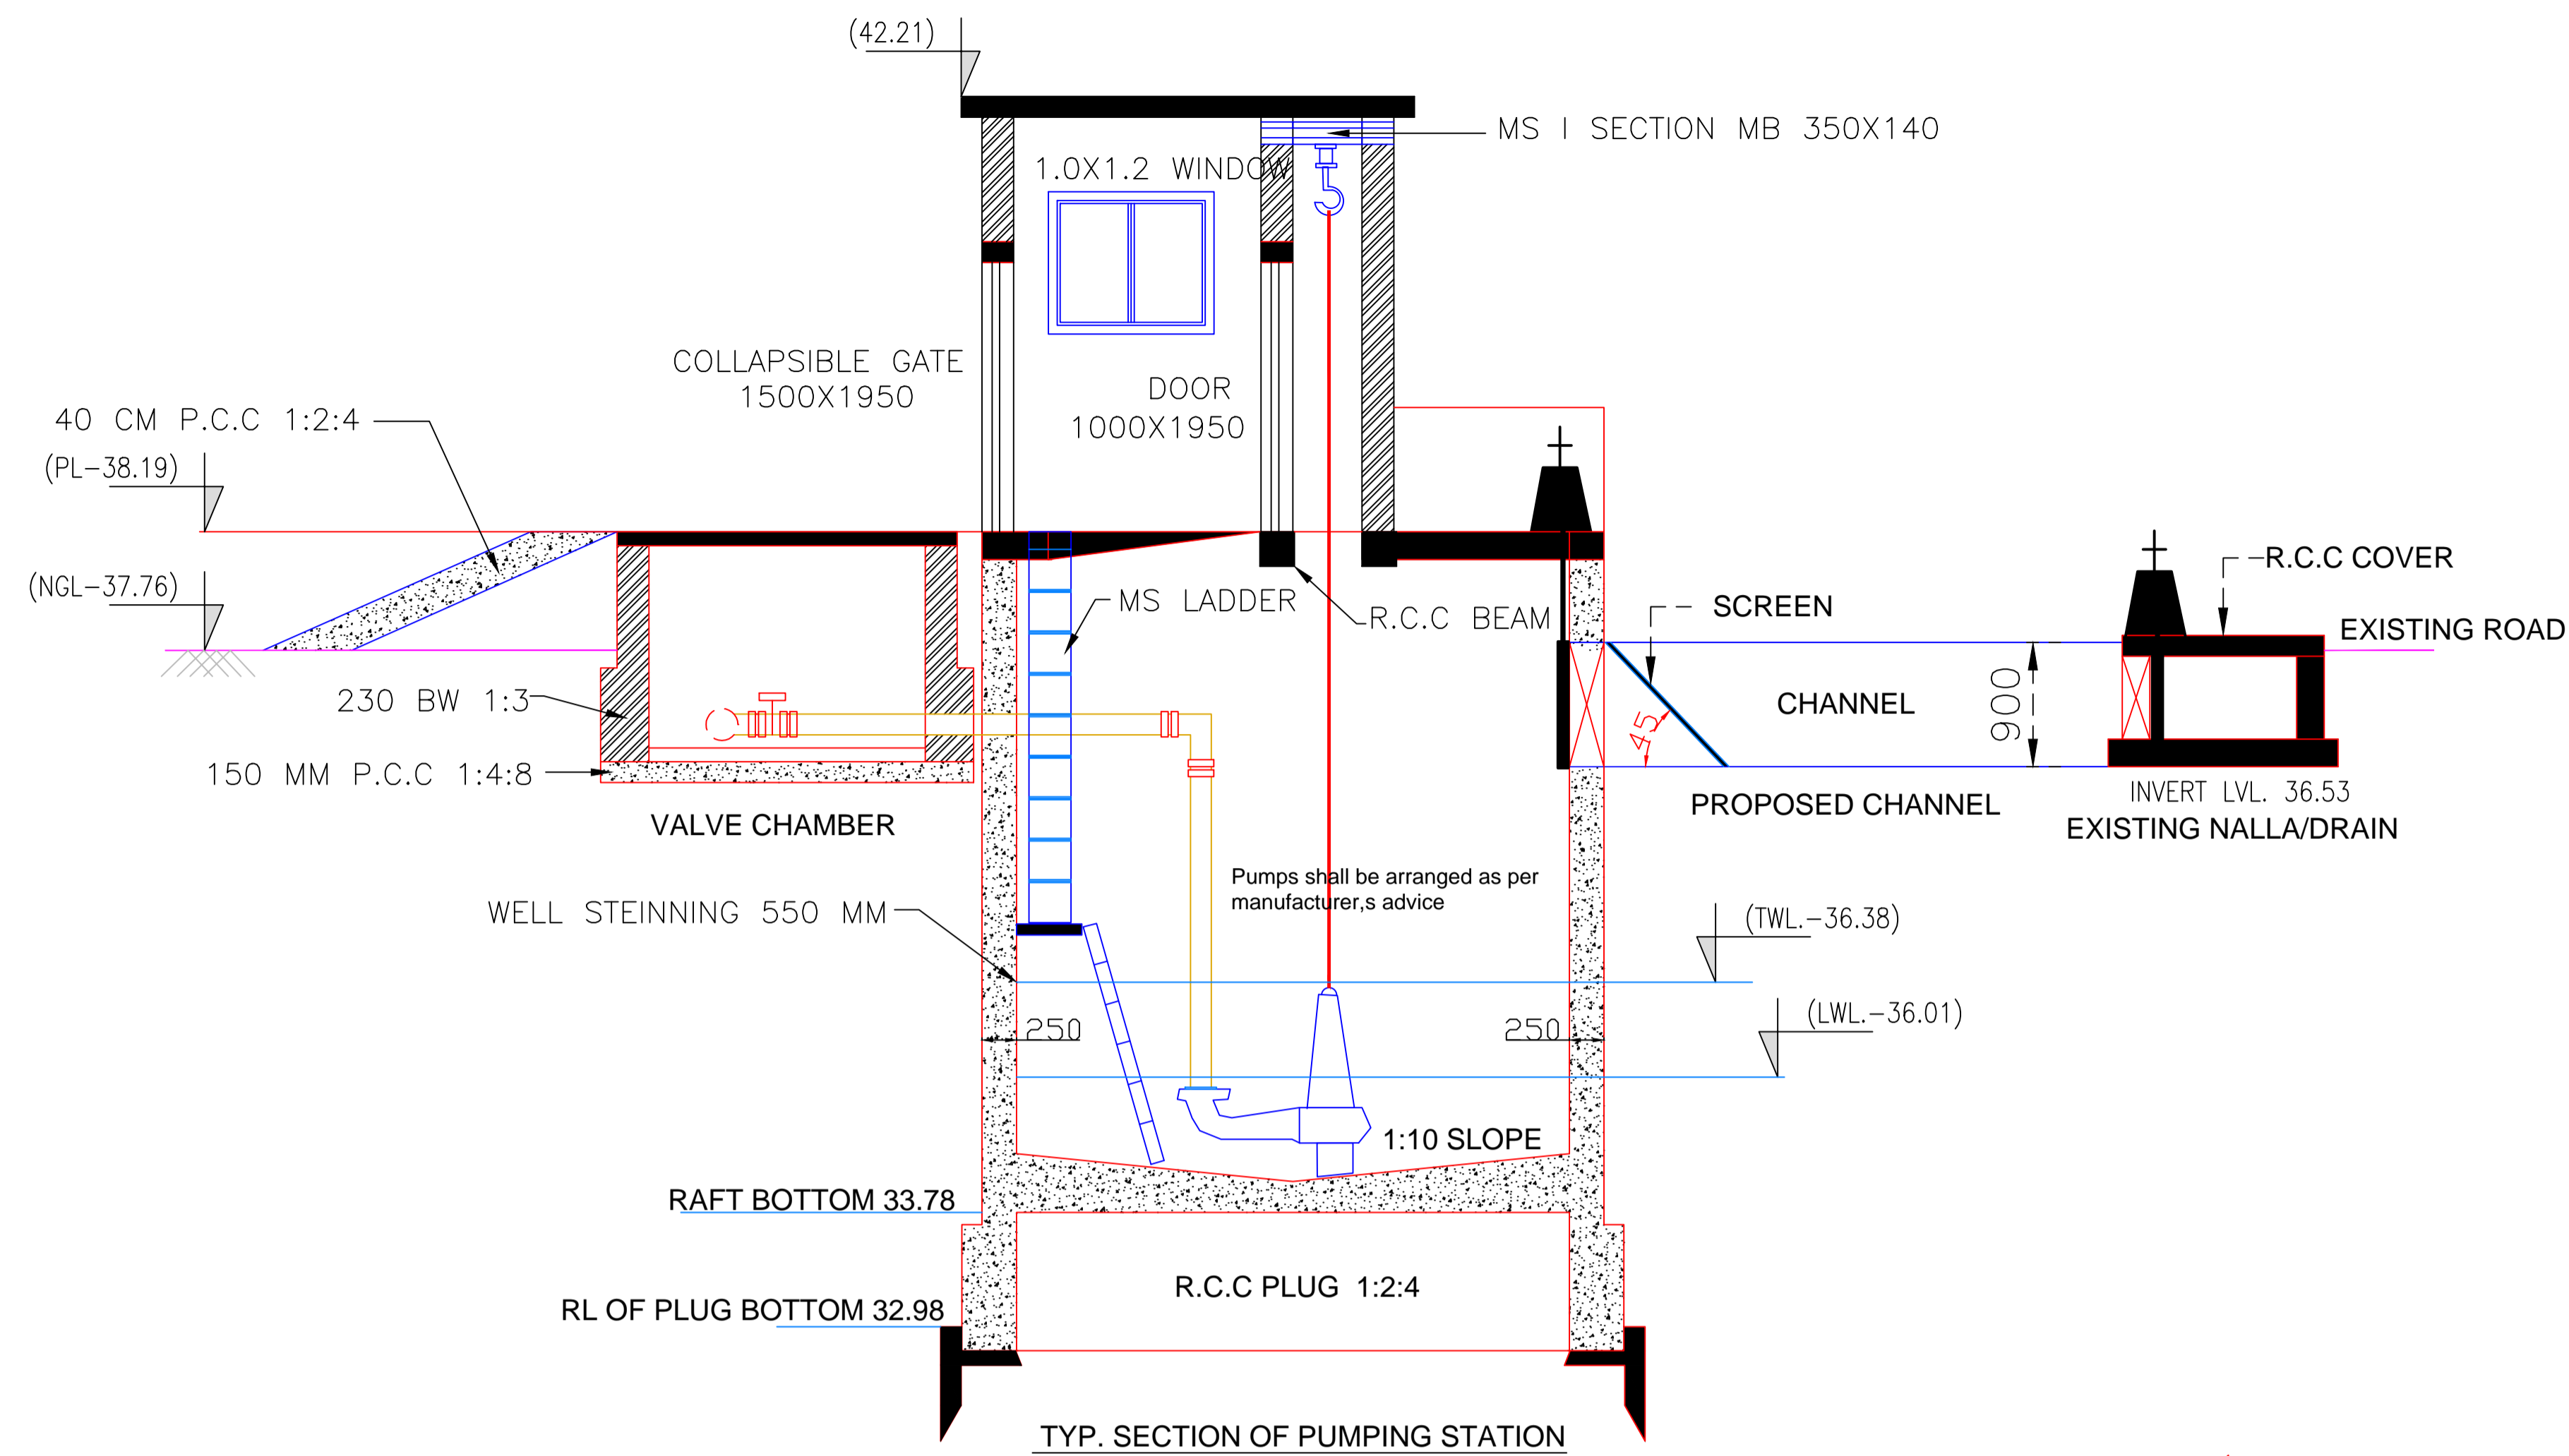 (42.21)
MS I SECTION MB 350X140
1.0X1.2 WINDOW
COLLAPSIBLE GATE
1500X1950
DOOR
1000X1950
40 CM P.C.C 1:2:4
(PL-38.19)
(NGL-37.76)
MS LADDER
R.C.C BEAM
SCREEN
R.C.C COVER
EXISTING ROAD
230 BW 1:3
CHANNEL
900
45
150 MM P.C.C 1:4:8
VALVE CHAMBER
PROPOSED CHANNEL
INVERT LVL. 36.53
EXISTING NALLA/DRAIN
Pumps shall be arranged as per
manufacturer,s advice
WELL STEINNING 550 MM
(TWL.-36.38)
(LWL.-36.01)
250
250
1:10 SLOPE
RAFT BOTTOM 33.78
R.C.C PLUG 1:2:4
RL OF PLUG BOTTOM 32.98
TYP. SECTION OF PUMPING STATION